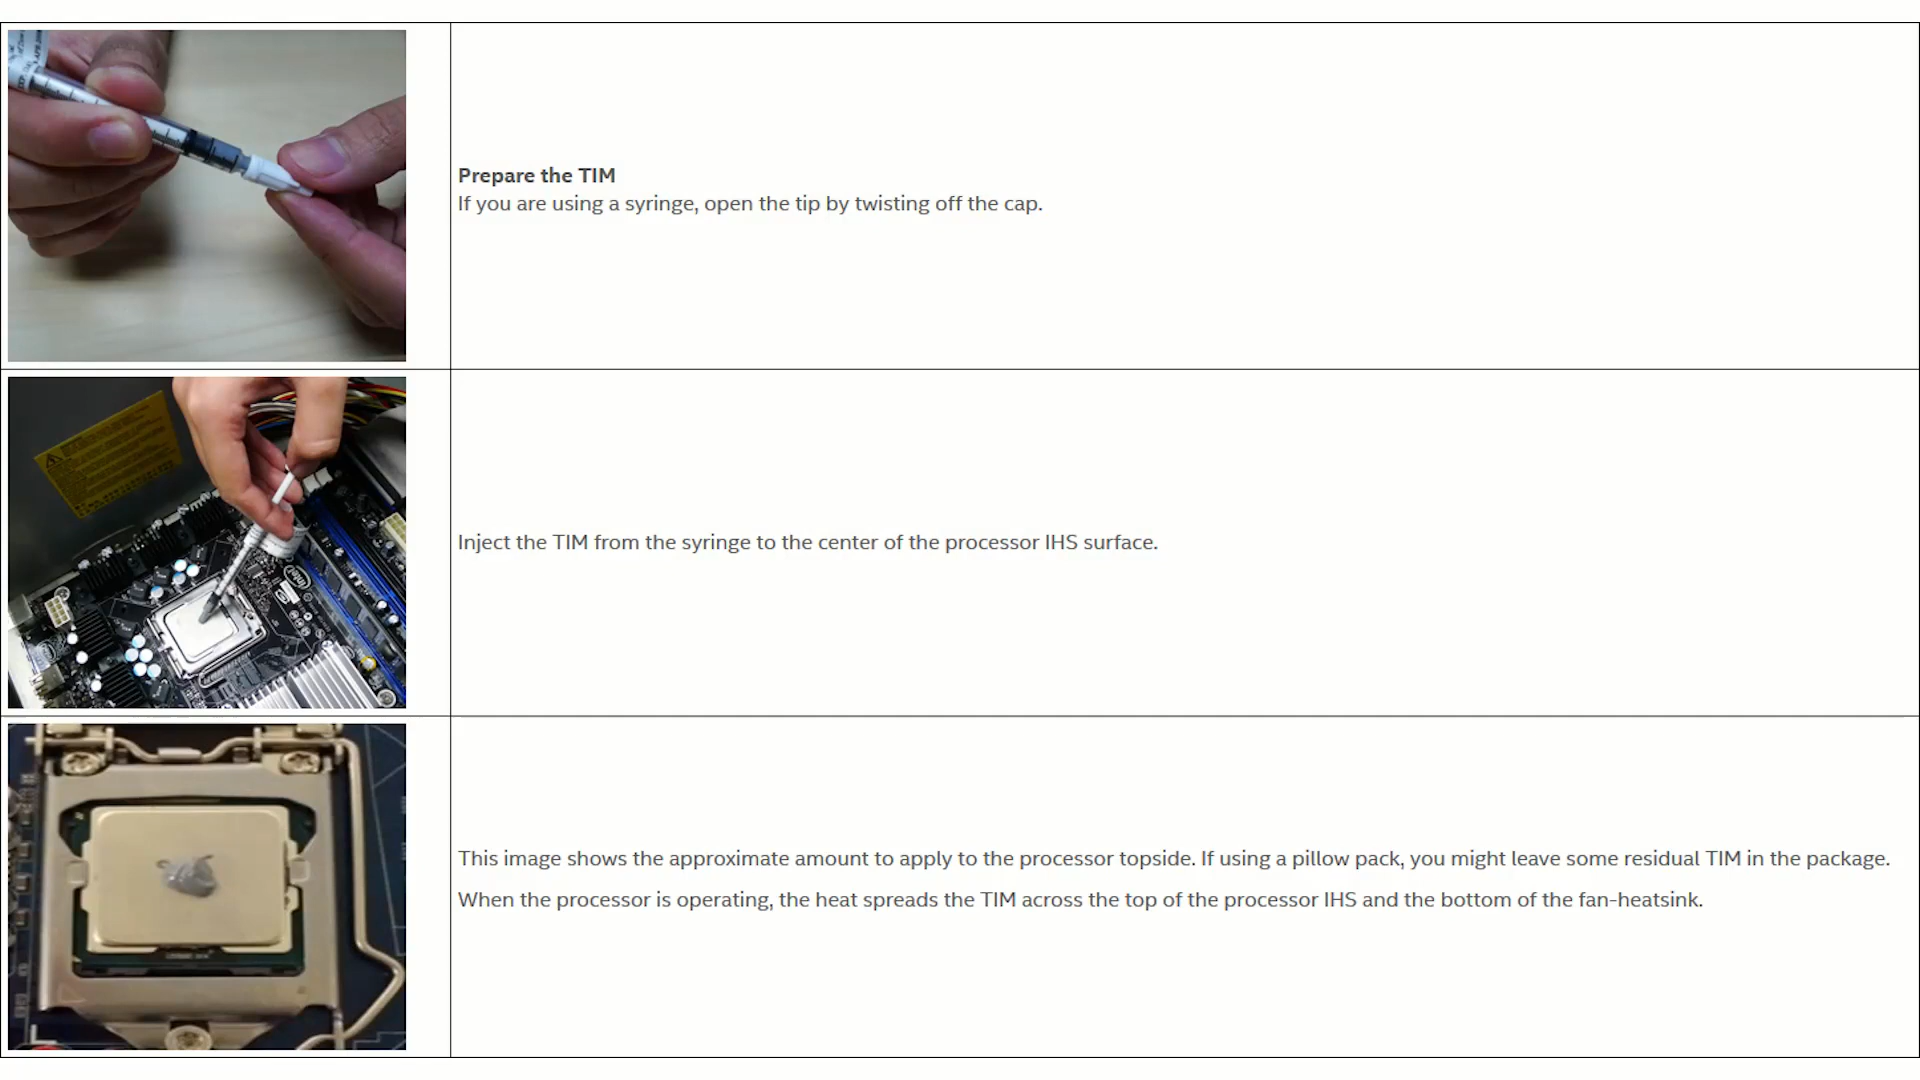 Prepare the TIM
If you are using a syringe, open the tip by twisting off the cap.
Inject the TIM from the syringe to the center of the processor IHS surface.
This image shows the approximate amount to apply to the processor topside. If using a pillow pack, you might leave some residual TIM in the package.
When the processor is operating, the heat spreads the TIM across the top of the processor IHS and the bottom of the fan-heatsink.